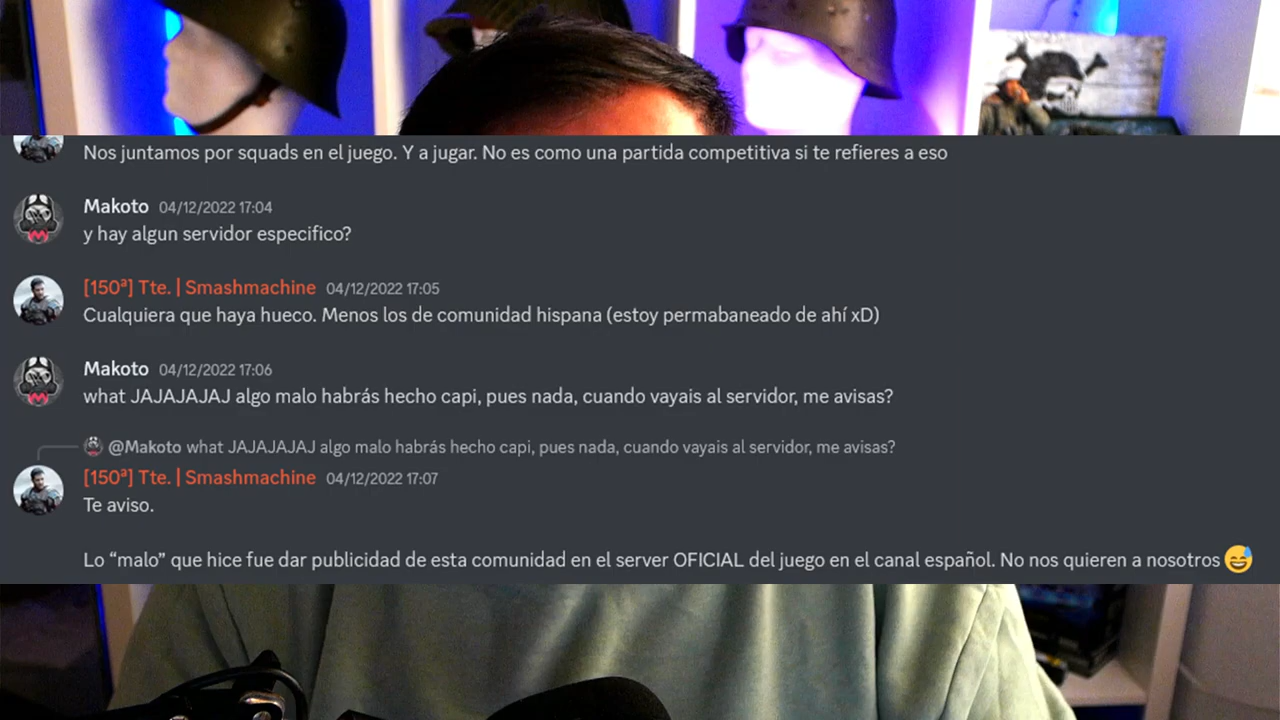 Nos juntamos por squads en el juego. Y a jugar. No es como una partida competitiva si te refieres a eso
Makoto 04/12/2022 17:04
y hay algun servidor especifico?
[150ª] Tte. | Smashmachine 04/12/2022 17:05
Cualquiera que haya hueco. Menos los de comunidad hispana (estoy permabaneado de ahí xD)
Makoto 04/12/2022 17:06
what JAJAJAJAJ algo malo habrás hecho capi, pues nada, cuando vayais al servidor, me avisas?
@Makoto what JAJAJAJAJ algo malo habrás hecho capi, pues nada, cuando vayais al servidor, me avisas?
[150ª] Tte. | Smashmachine 04/12/2022 17:07
Te aviso.
Lo “malo” que hice fue dar publicidad de esta comunidad en el server OFICIAL del juego en el canal español. No nos quieren a nosotros 😅